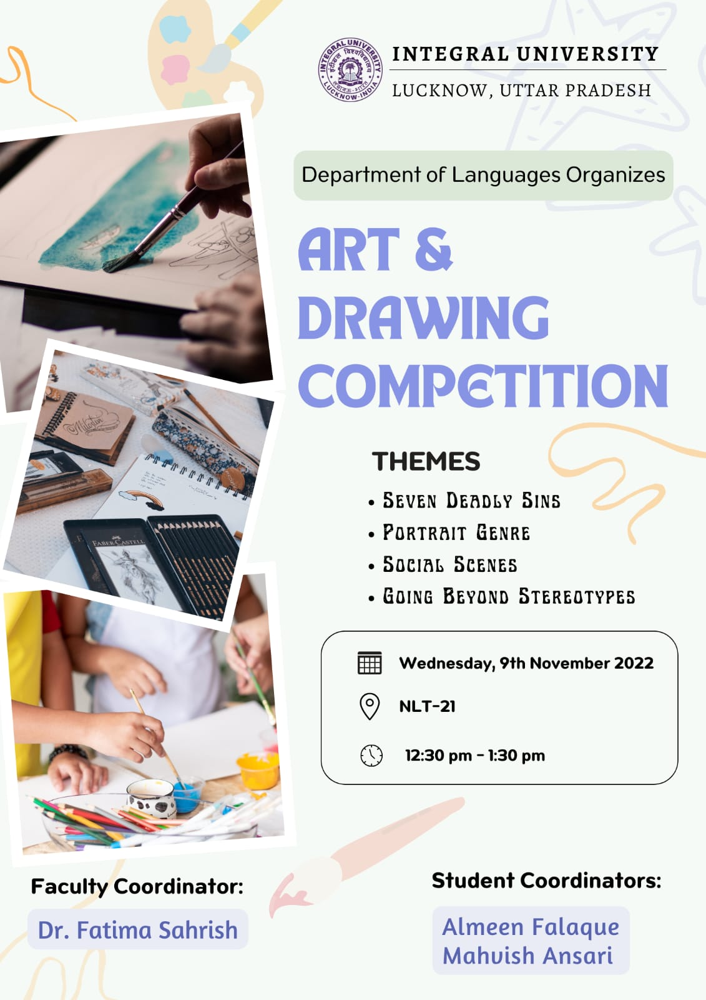 INTEGRAL UNIVERSITY
इंटीग्रल विश्वविद्यालय
लखनऊ-भारत
LUCKNOW-INDIA
INTEGRAL UNIVERSITY
LUCKNOW, UTTAR PRADESH
Department of Languages Organizes
ART &
DRAWING
COMPETITION
Milostin
FABER-CASTELL
THEMES
• SEVEN DEADLY SINS
• PORTRAIT GENRE
• SOCIAL SCENES
• GOING BEYOND STEREOTYPES
Wednesday, 9th November 2022
NLT-21
12:30 pm - 1:30 pm
Faculty Coordinator:
Dr. Fatima Sahrish
Student Coordinators:
Almeen Falaque
Mahvish Ansari